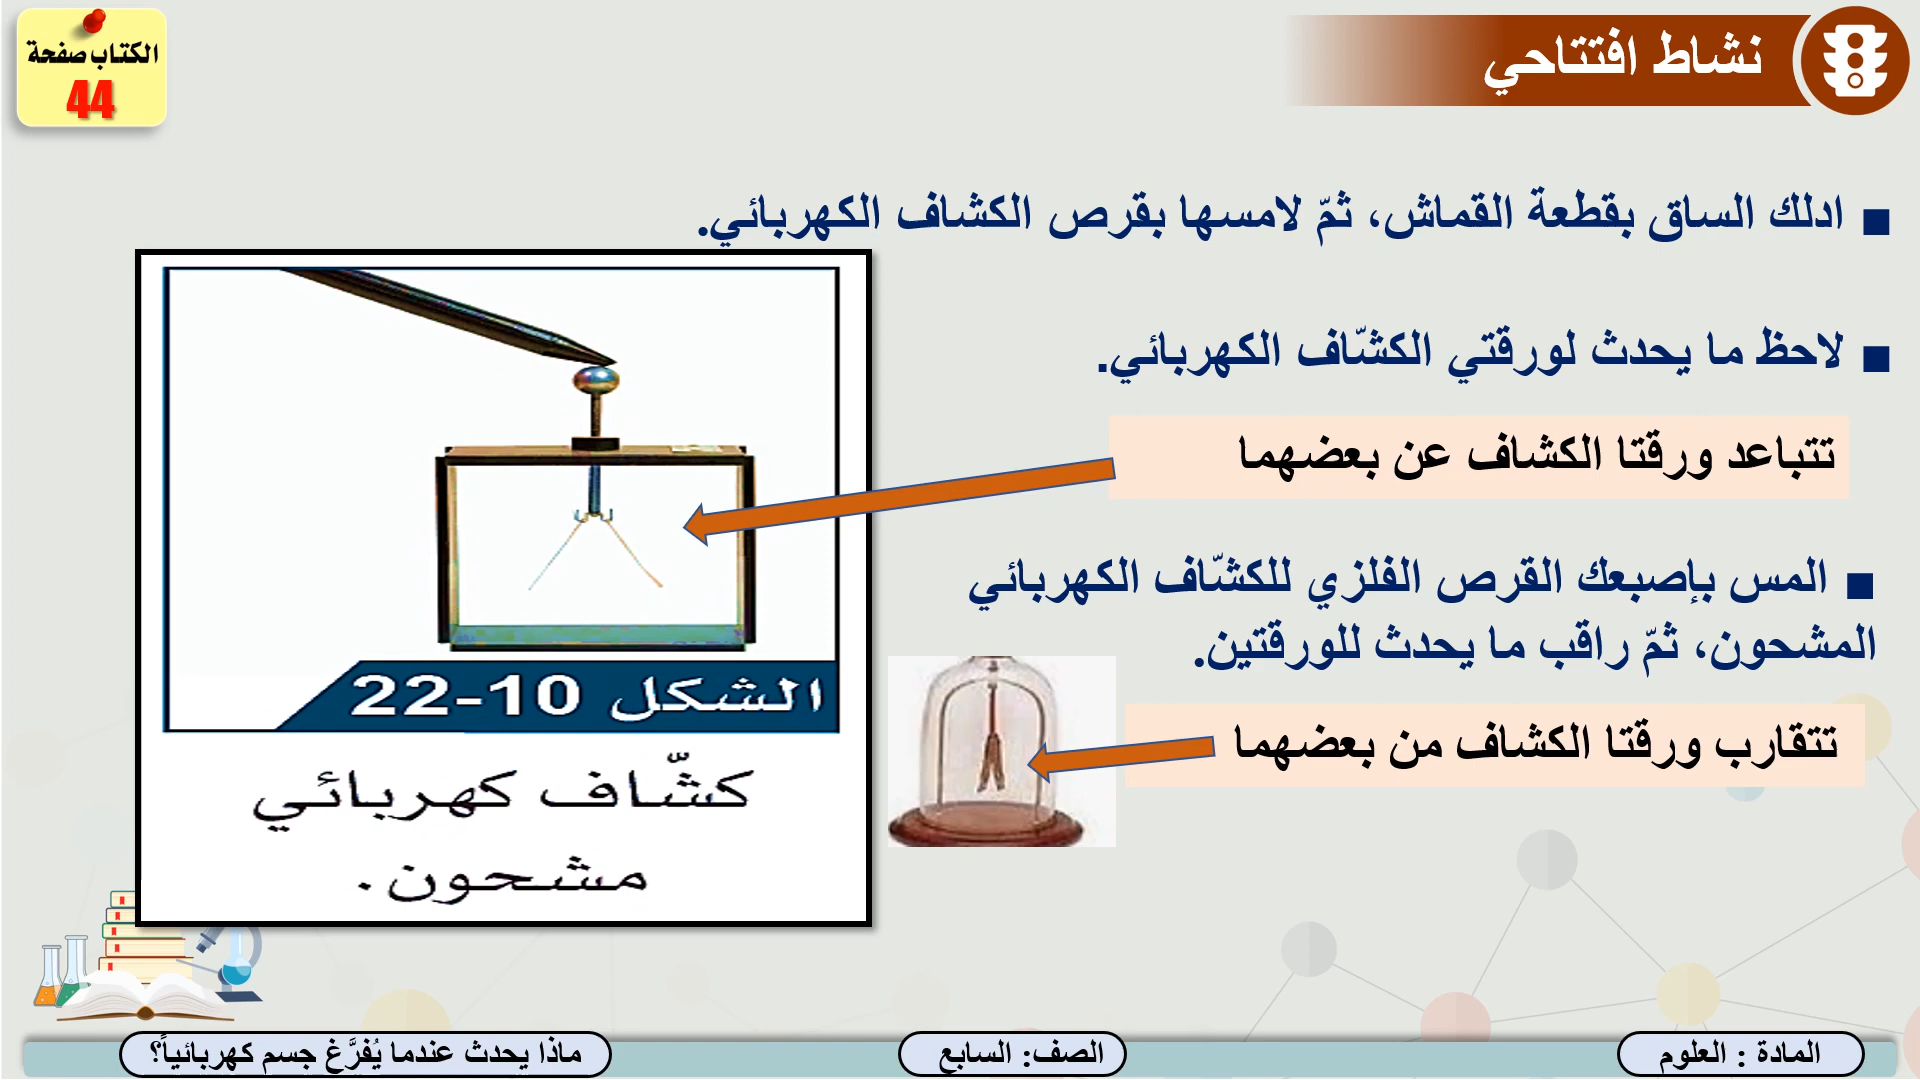 نشاط افتتاحي
الكتاب صفحة
44
ادلك الساق بقطعة القماش، ثمّ لامسها بقرص الكشاف الكهربائي.
لاحظ ما يحدث لورقتي الكشّاف الكهربائي.
تتباعد ورقتا الكشاف عن بعضهما
المس بإصبعك القرص الفلزي للكشّاف الكهربائي
المشحون، ثمّ راقب ما يحدث للورقتين.
تتقارب ورقتا الكشاف من بعضهما
الشكل 10-22
كشّاف كهربائي
مشحون.
المادة : العلوم
الصف: السابع
ماذا يحدث عندما يُفرَّغ جسم كهربائياً؟